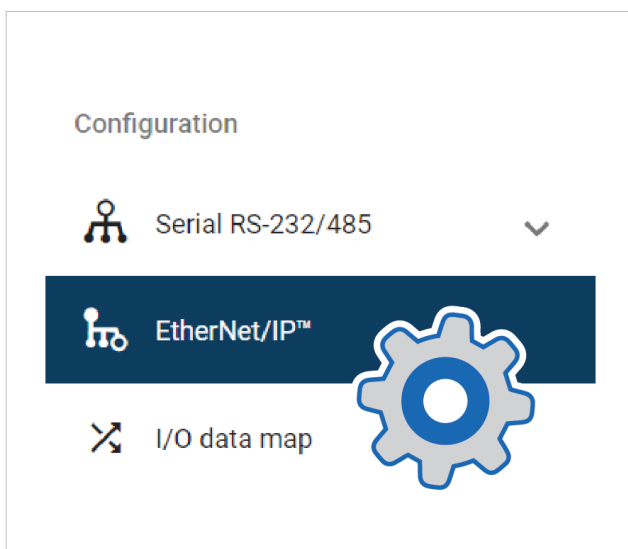 Configuration
Serial RS-232/485
EtherNet/IP™
I/O data map